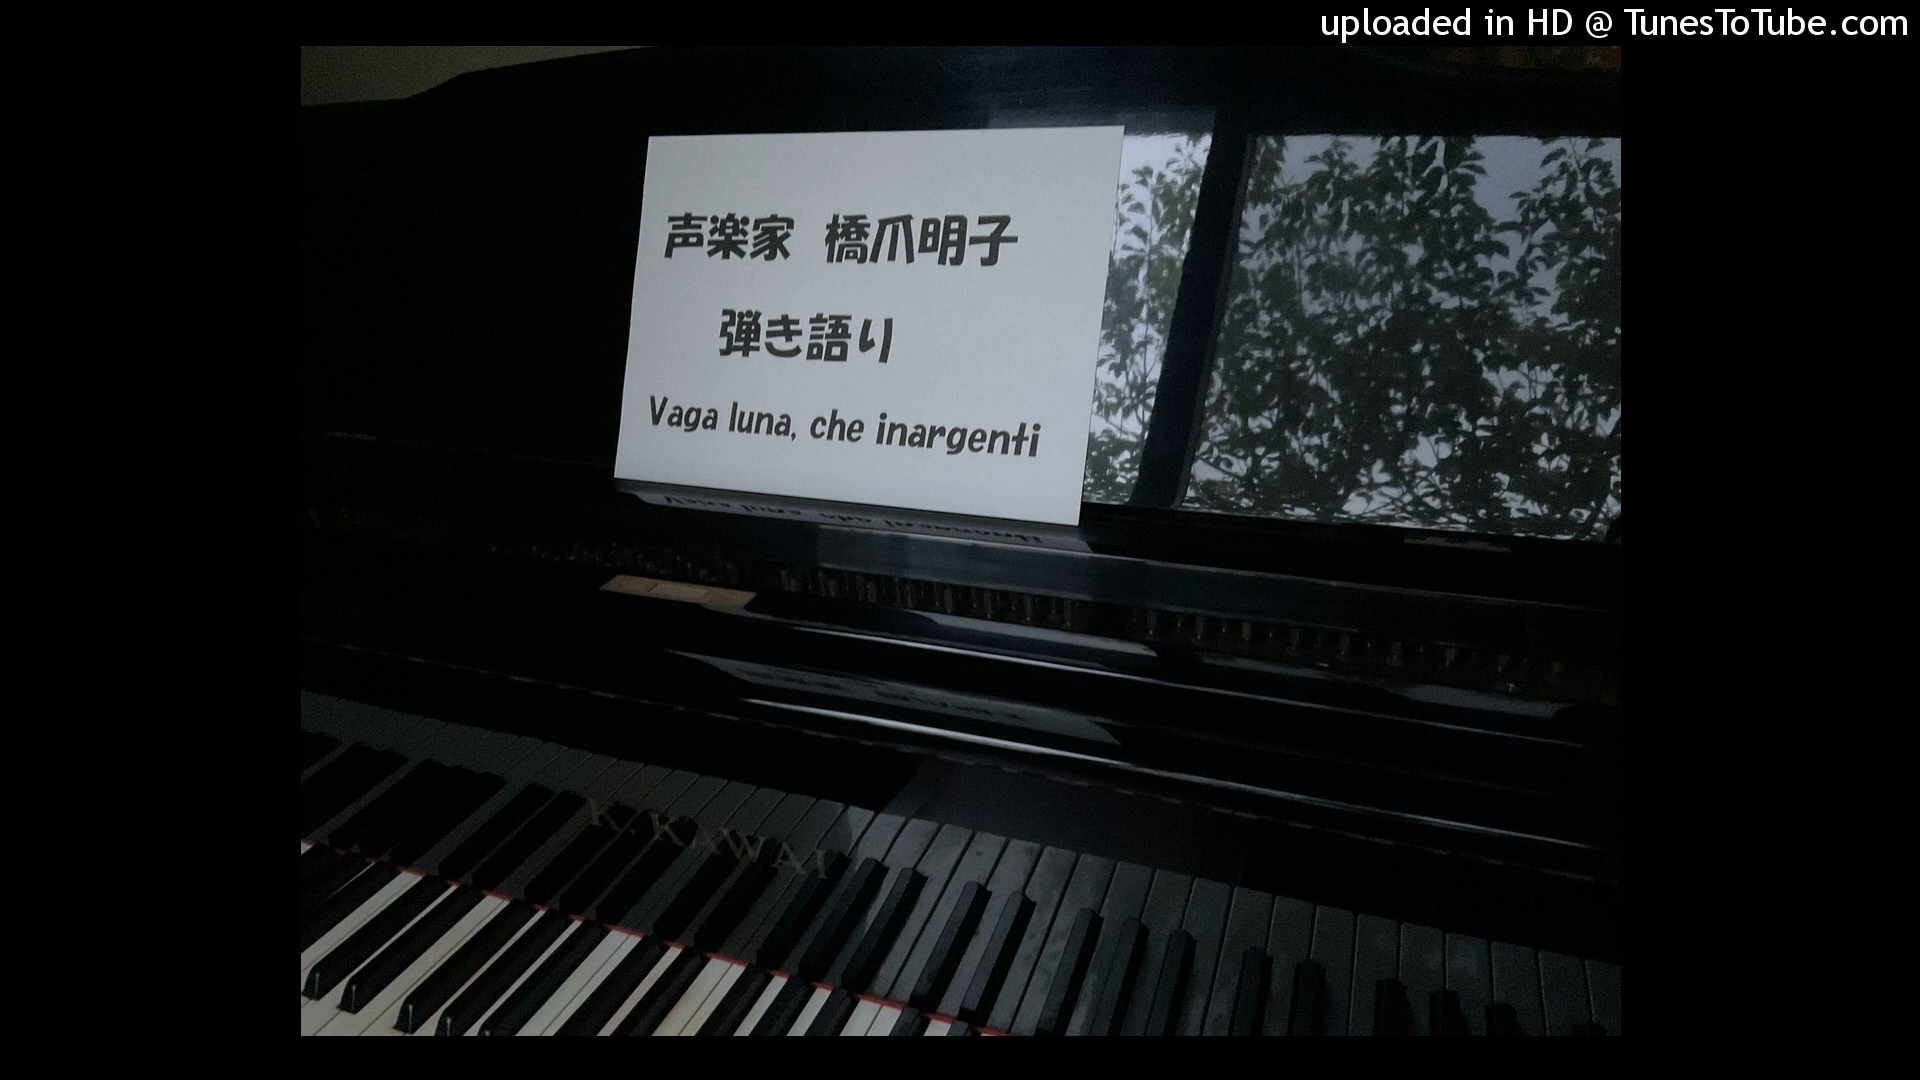 uploaded in HD @ TunesToTube.com
声楽家 橋爪明子
弾き語り
Vaga luna, che inargenti
K. KAWAI